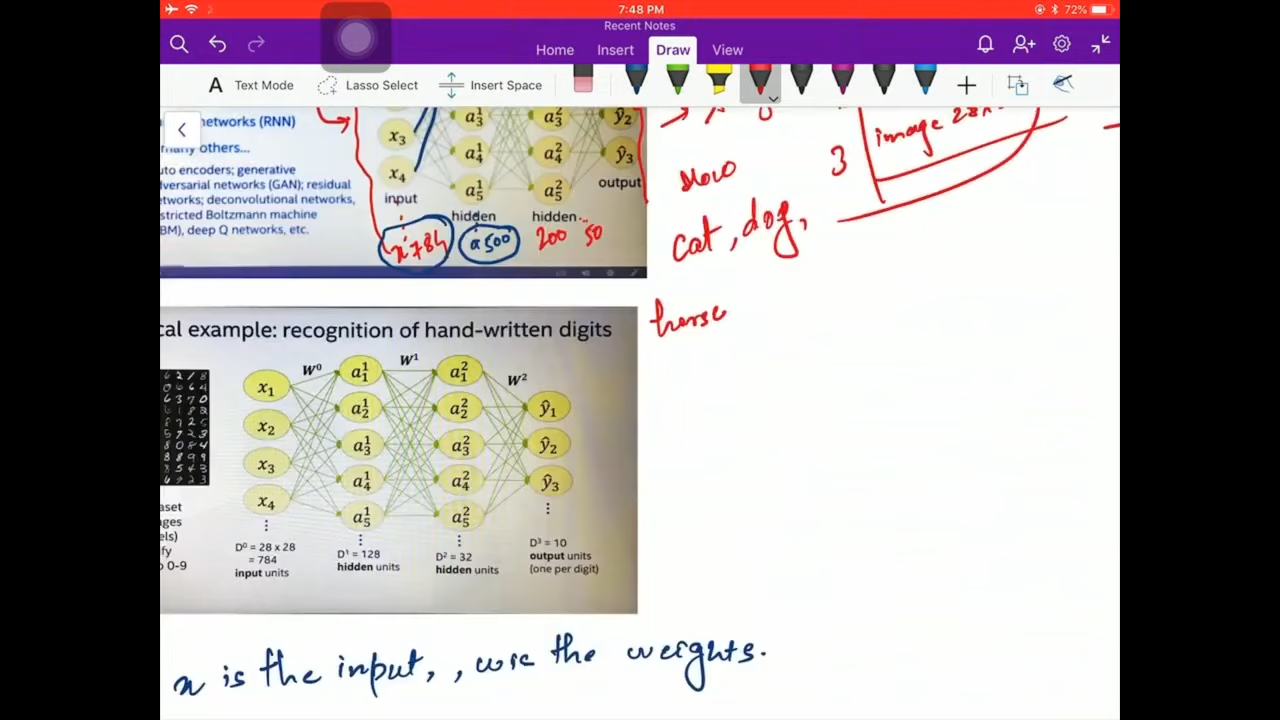 7:48 PM
72%
Recent Notes
Home Insert Draw View
A Text Mode Lasso Select Insert Space
networks (RNN)
many others...
uto encoders; generative
versarial networks (GAN); residual
tworks; deconvolutional networks,
stricted Boltzmann machine
BM), deep Q networks, etc.
x3 a¹3 a²3 ŷ2
x4 a¹4 a²4 ŷ3
a¹5 a²5 output
input
hidden hidden
x784 a500 200 50
image 28x
3
slow
cat, dog,
horse
cal example: recognition of hand-written digits
W⁰ W¹ W²
x1 a¹1 a²1 ŷ1
x2 a¹2 a²2 ŷ2
x3 a¹3 a²3 ŷ3
x4 a¹4 a²4
a¹5 a²5
aset
ages
els)
fy
o 0-9
D⁰ = 28 x 28
= 784
input units
D¹ = 128
hidden units
D² = 32
hidden units
D³ = 10
output units
(one per digit)
x is the input, , w is the weights.